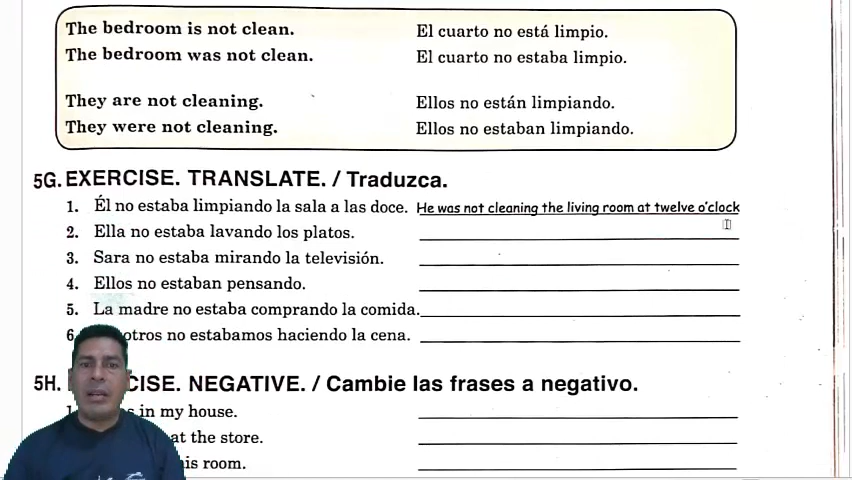 The bedroom is not clean. El cuarto no está limpio.
The bedroom was not clean. El cuarto no estaba limpio.
They are not cleaning. Ellos no están limpiando.
They were not cleaning. Ellos no estaban limpiando.
5G. EXERCISE. TRANSLATE. / Traduzca.
1. Él no estaba limpiando la sala a las doce. He was not cleaning the living room at twelve o'clock
2. Ella no estaba lavando los platos.
3. Sara no estaba mirando la televisión.
4. Ellos no estaban pensando.
5. La madre no estaba comprando la comida.
6 otros no estabamos haciendo la cena.
5H. CISE. NEGATIVE. / Cambie las frases a negativo.
in my house.
at the store.
room.